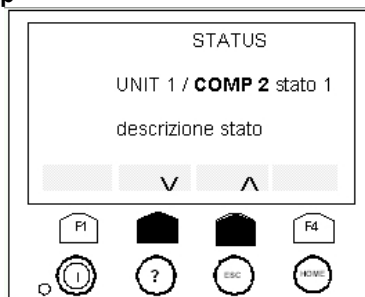 STATUS
UNIT 1 / COMP 2 stato 1
descrizione stato
V Λ
F1 F4
I ? ESC HOME